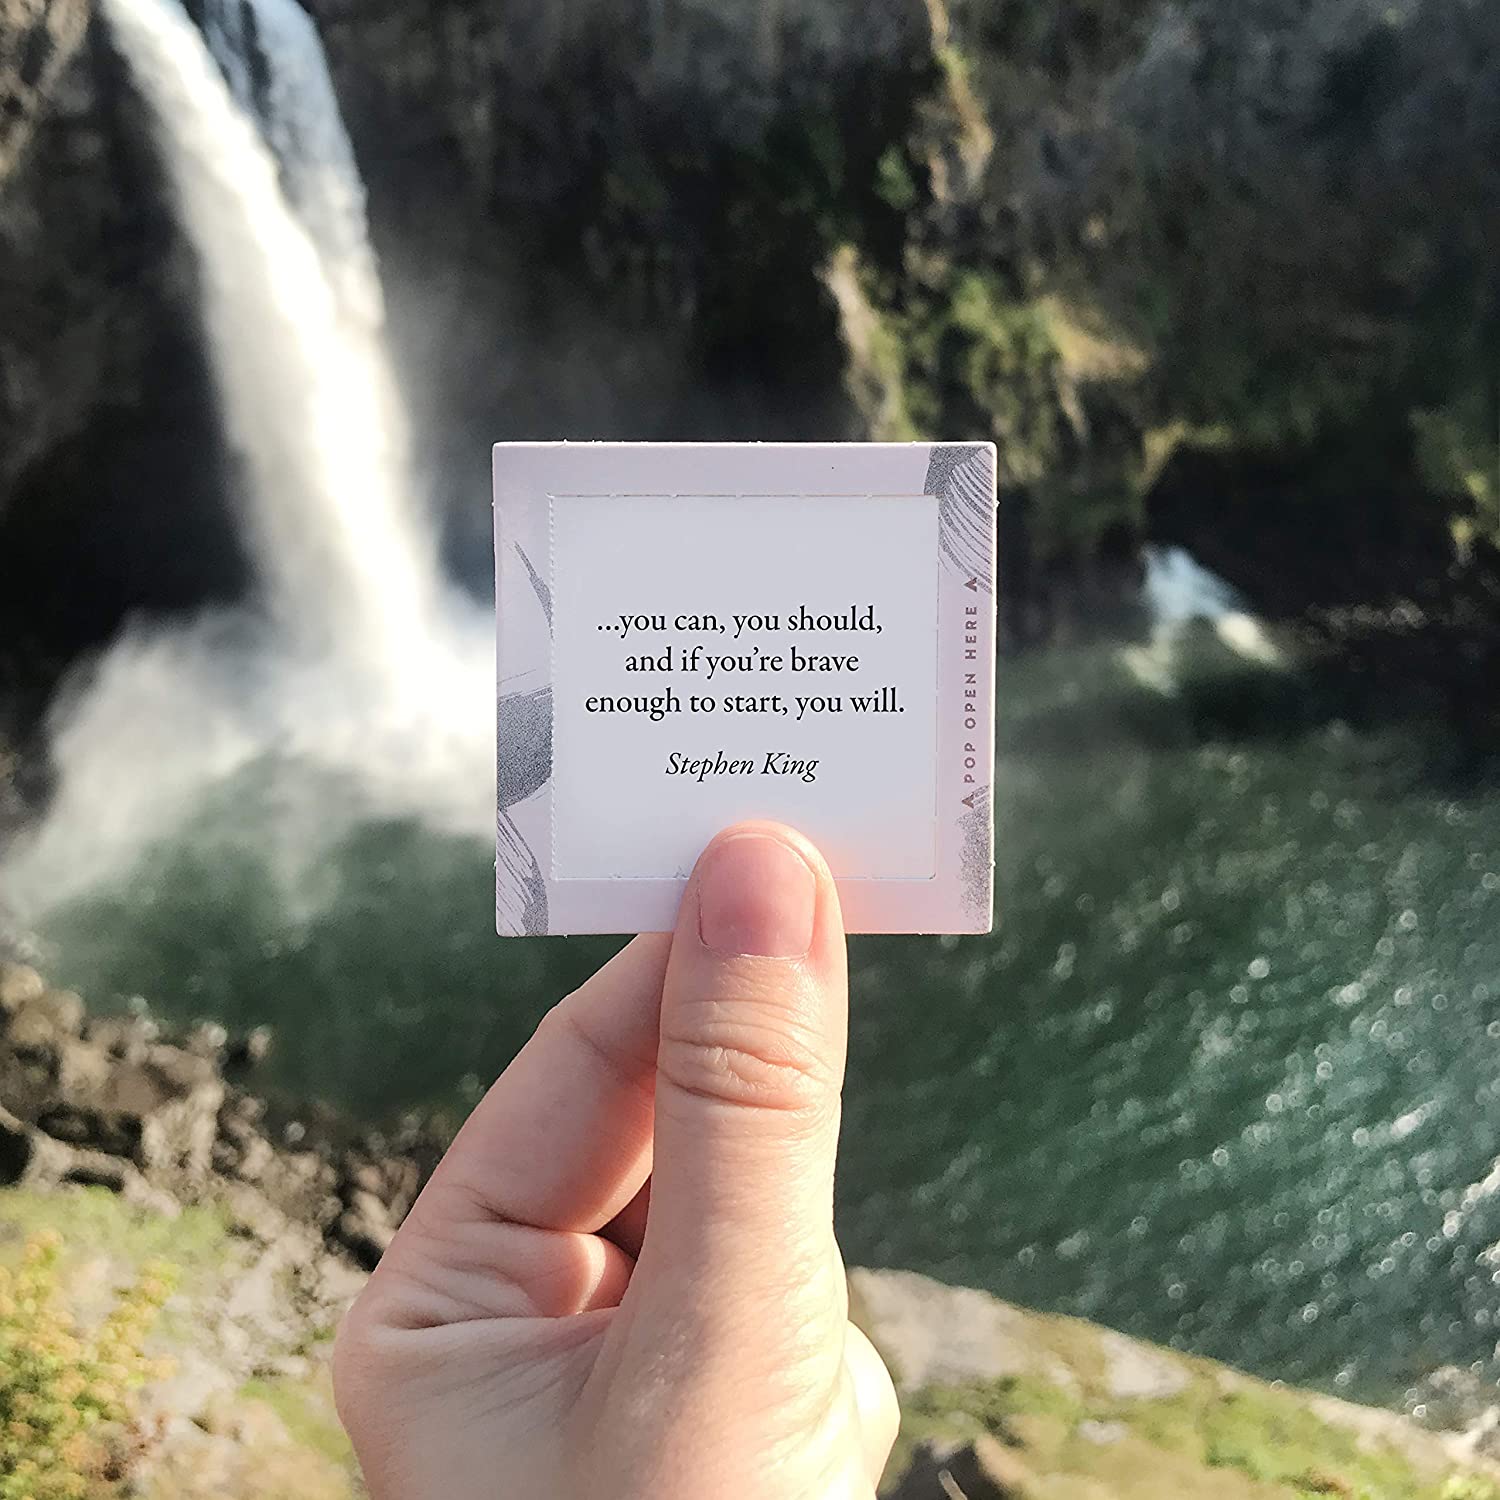 ...you can, you should,
and if you're brave
enough to start, you will.
Stephen King
POP OPEN HERE